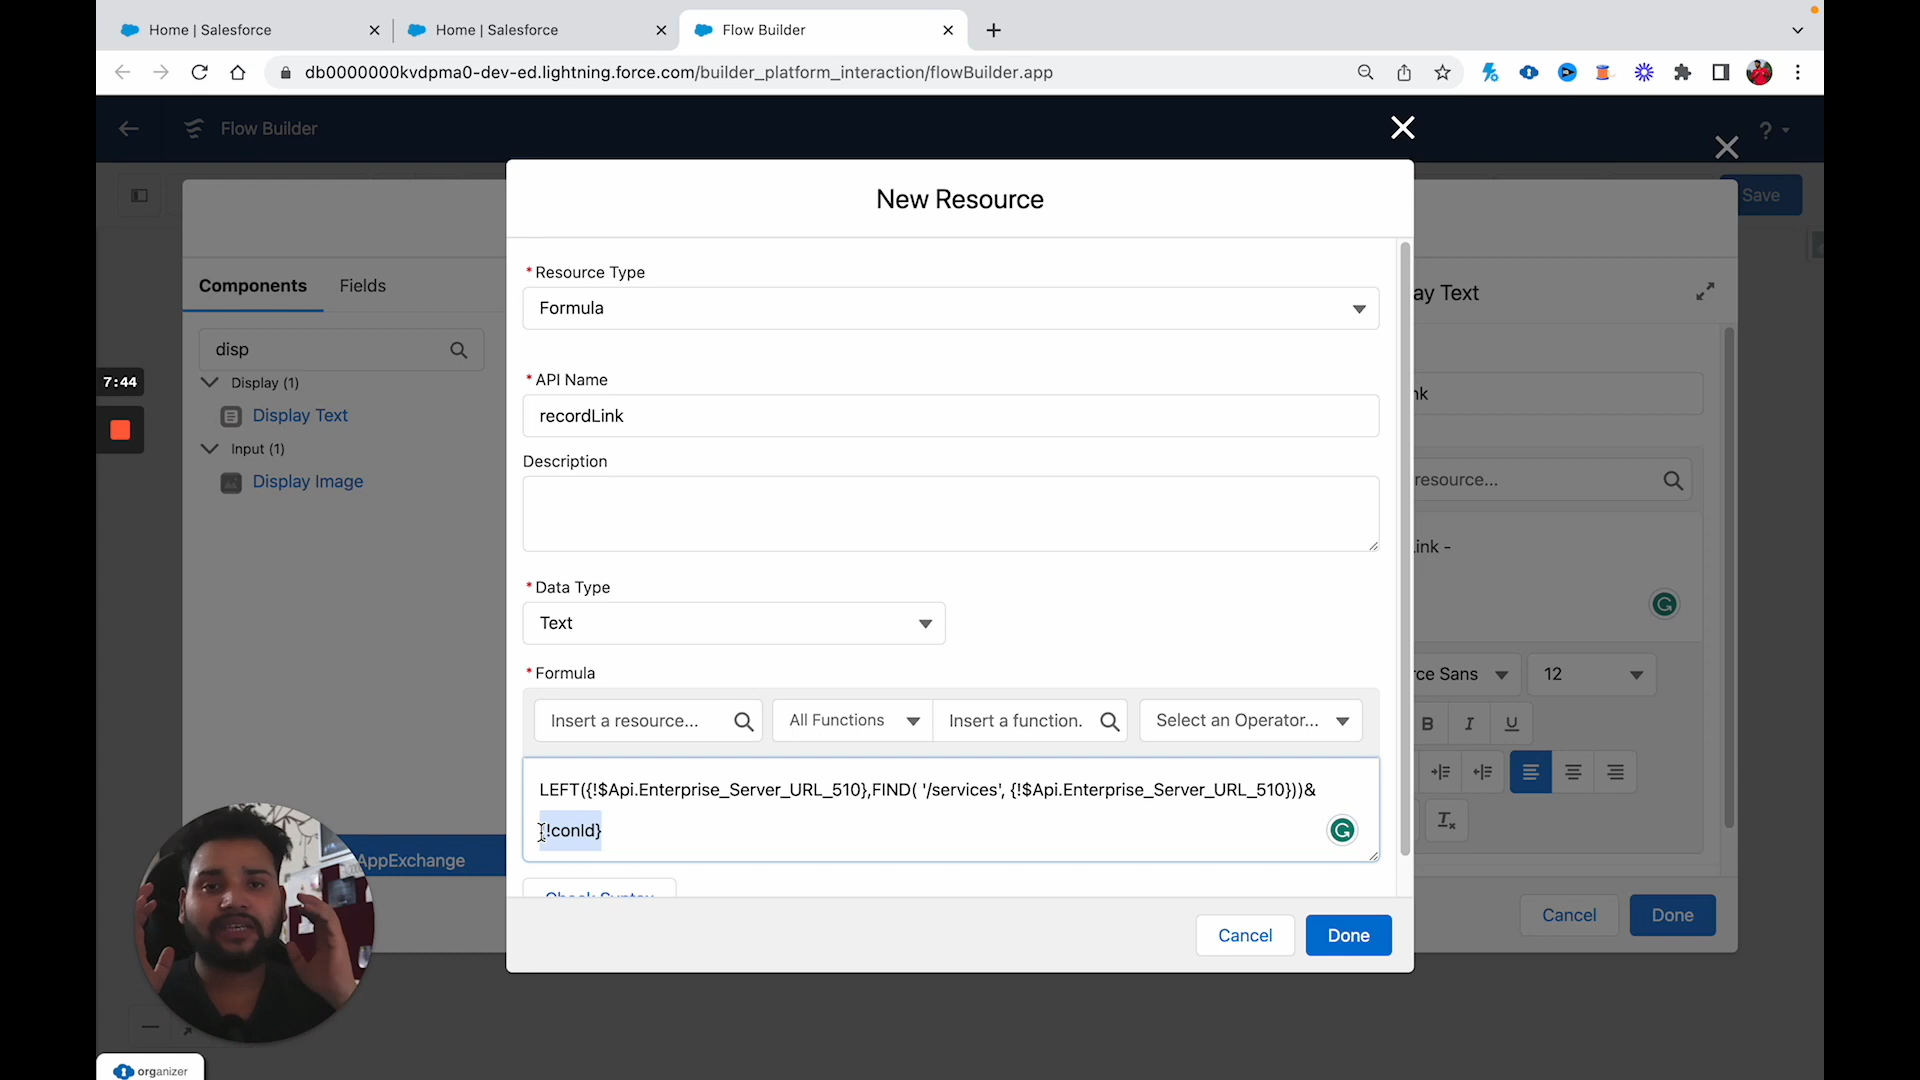 Home | Salesforce
Home | Salesforce
Flow Builder
db0000000kvdpma0-dev-ed.lightning.force.com/builder_platform_interaction/flowBuilder.app
Flow Builder
?
Save
New Resource
Components
Fields
disp
Display (1)
Display Text
Input (1)
Display Image
7:44
* Resource Type
Formula
* API Name
recordLink
Description
* Data Type
Text
* Formula
Insert a resource...
All Functions
Insert a function.
Select an Operator...
LEFT({!$Api.Enterprise_Server_URL_510},FIND( '/services', {!$Api.Enterprise_Server_URL_510}))&
{!conId}
Check Syntax
Cancel
Done
ay Text
nk
resource...
ink -
ce Sans
12
B
I
U
AppExchange
Cancel
Done
organizer